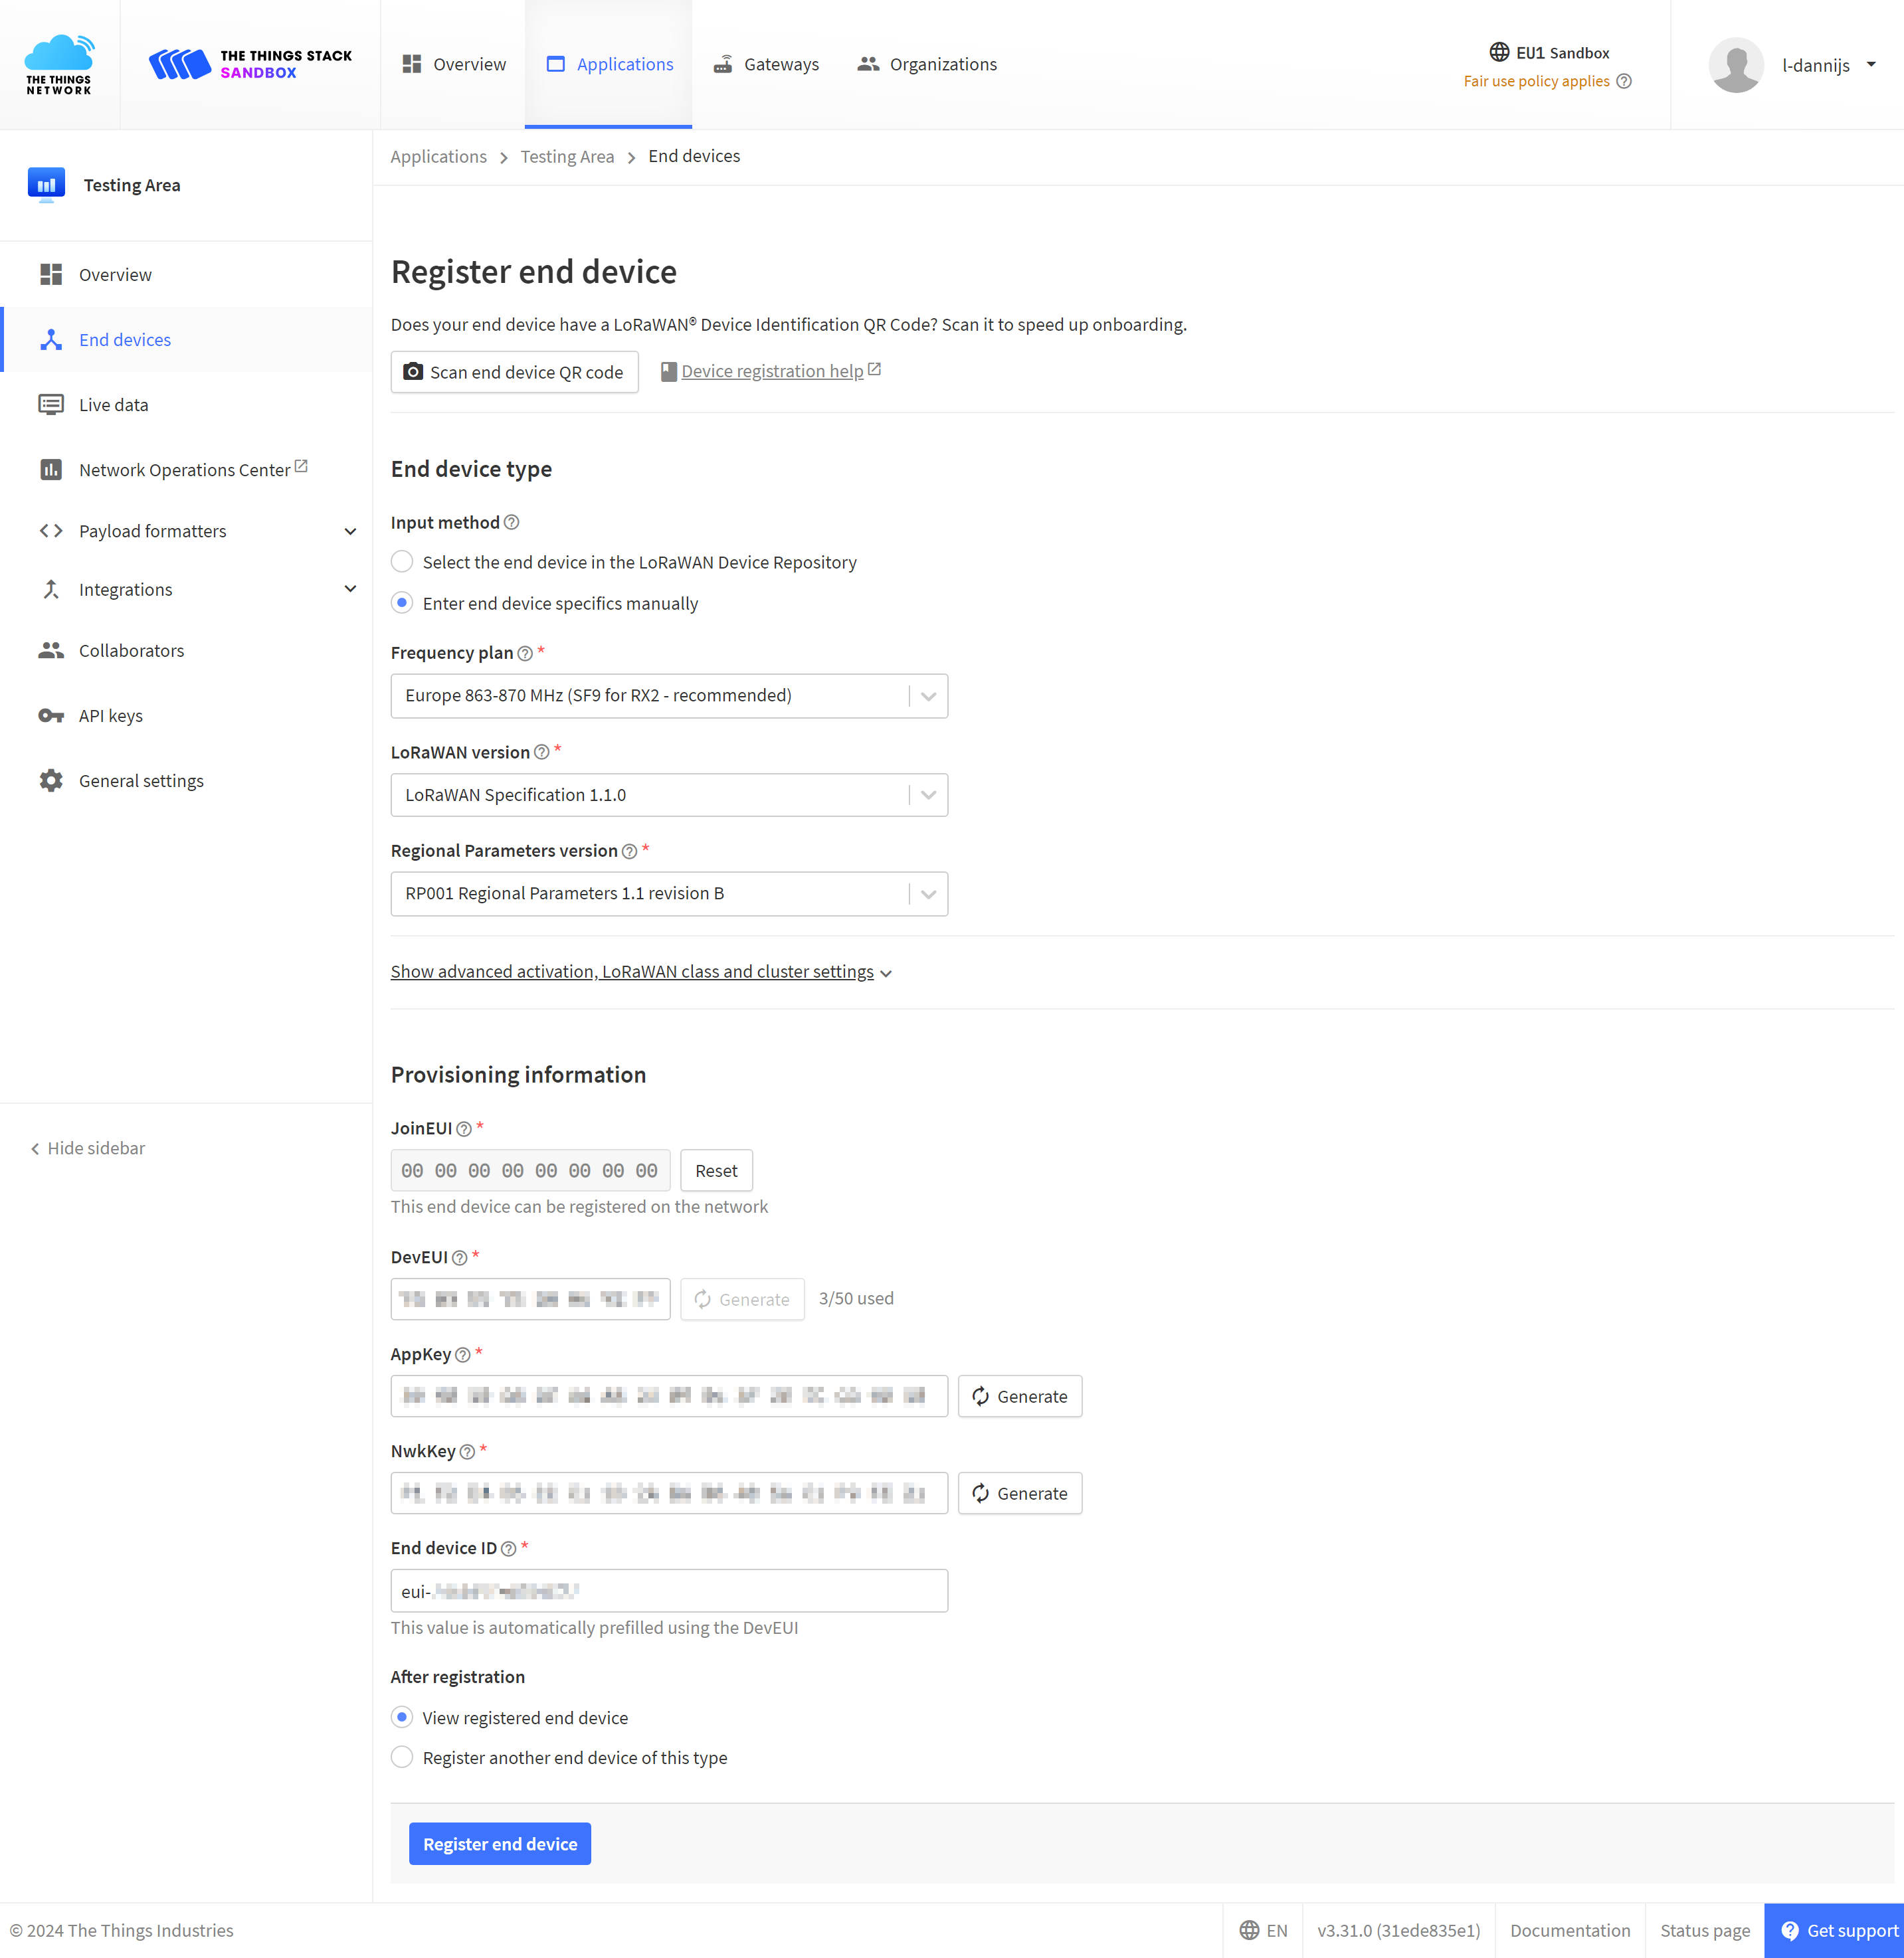 THE THINGS
NETWORK
THE THINGS STACK
SANDBOX
Overview
Applications
Gateways
Organizations
EU1 Sandbox
Fair use policy applies
l-dannijs
Testing Area
Overview
End devices
Live data
Network Operations Center
Payload formatters
Integrations
Collaborators
API keys
General settings
Hide sidebar
Applications > Testing Area > End devices
Register end device
Does your end device have a LoRaWAN® Device Identification QR Code? Scan it to speed up onboarding.
Scan end device QR code
Device registration help
End device type
Input method
Select the end device in the LoRaWAN Device Repository
Enter end device specifics manually
Frequency plan *
Europe 863-870 MHz (SF9 for RX2 - recommended)
LoRaWAN version *
LoRaWAN Specification 1.1.0
Regional Parameters version *
RP001 Regional Parameters 1.1 revision B
Show advanced activation, LoRaWAN class and cluster settings
Provisioning information
JoinEUI *
00 00 00 00 00 00 00 00 Reset
This end device can be registered on the network
DevEUI *
Generate 3/50 used
AppKey *
Generate
NwkKey *
Generate
End device ID *
eui-
This value is automatically prefilled using the DevEUI
After registration
View registered end device
Register another end device of this type
Register end device
© 2024 The Things Industries
EN
v3.31.0 (31ede835e1)
Documentation
Status page
Get support